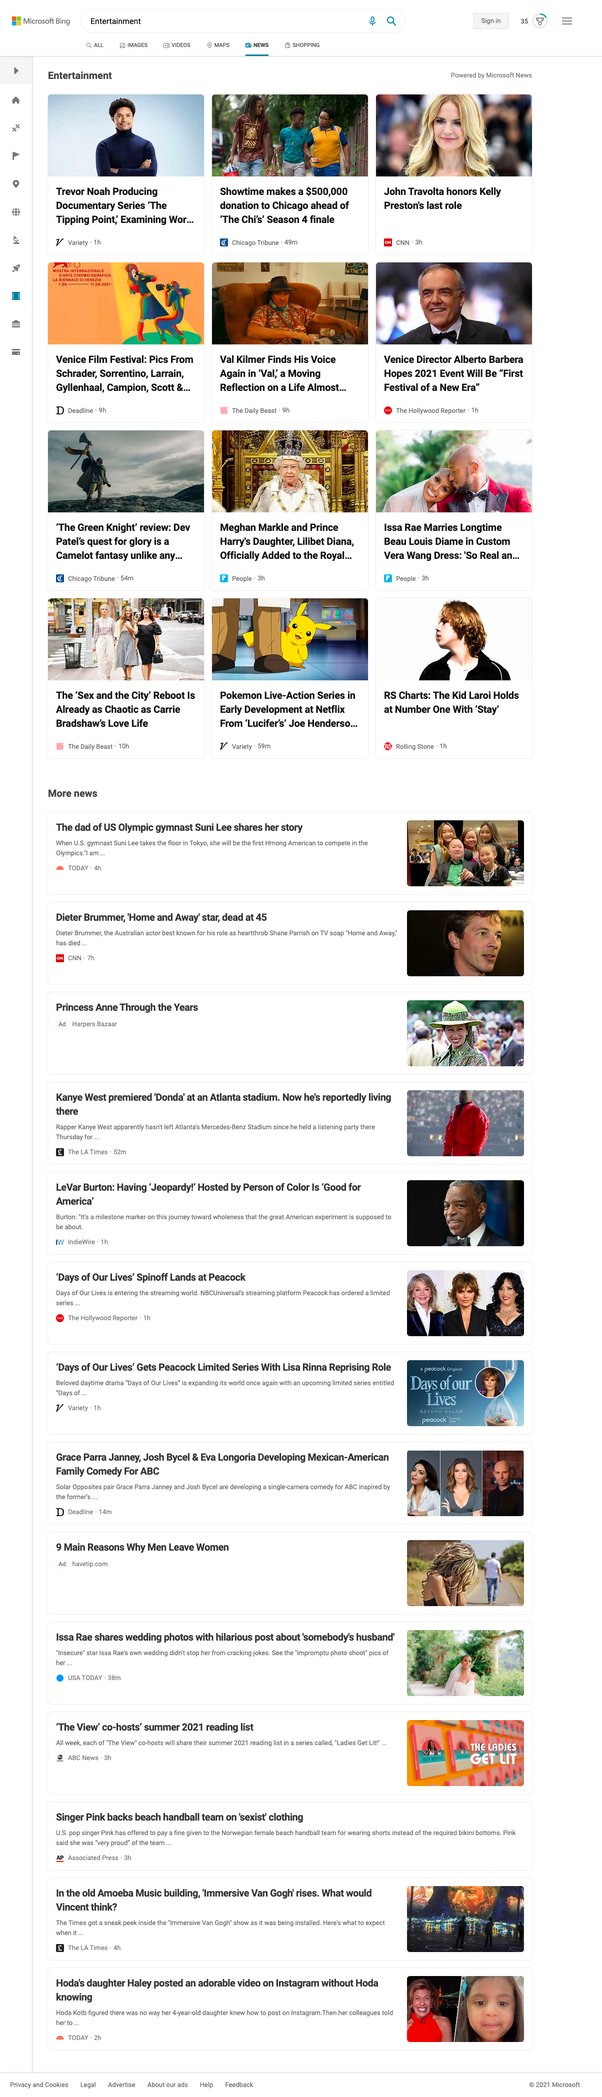 Microsoft Bing
Entertainment
Sign in
35
ALL
IMAGES
VIDEOS
MAPS
NEWS
SHOPPING
Entertainment
Powered by Microsoft News
Trevor Noah Producing
Documentary Series ‘The
Tipping Point,’ Examining Wor...
Variety · 1h
Showtime makes a $500,000
donation to Chicago ahead of
‘The Chi’s’ Season 4 finale
Chicago Tribune · 49m
John Travolta honors Kelly
Preston's last role
CNN · 3h
MOSTRA INTERNAZIONALE
D'ARTE CINEMATOGRAFICA
LA BIENNALE DI VENEZIA
Venice Film Festival: Pics From
Schrader, Sorrentino, Larrain,
Gyllenhaal, Campion, Scott &...
Deadline · 9h
Val Kilmer Finds His Voice
Again in ‘Val,’ a Moving
Reflection on a Life Almost...
The Daily Beast · 9h
Venice Director Alberto Barbera
Hopes 2021 Event Will Be “First
Festival of a New Era”
The Hollywood Reporter · 1h
‘The Green Knight’ review: Dev
Patel’s quest for glory is a
Camelot fantasy unlike any...
Chicago Tribune · 54m
Meghan Markle and Prince
Harry's Daughter, Lilibet Diana,
Officially Added to the Royal...
People · 3h
Issa Rae Marries Longtime
Beau Louis Diame in Custom
Vera Wang Dress: 'So Real an...
People · 3h
The ‘Sex and the City’ Reboot Is
Already as Chaotic as Carrie
Bradshaw’s Love Life
The Daily Beast · 10h
Pokemon Live-Action Series in
Early Development at Netflix
From ‘Lucifer’s’ Joe Henderso...
Variety · 59m
RS Charts: The Kid Laroi Holds
at Number One With ‘Stay’
Rolling Stone · 1h
More news
The dad of US Olympic gymnast Suni Lee shares her story
When U.S. gymnast Suni Lee takes the floor in Tokyo, she will be the first Hmong American to compete in the
Olympics."I am ...
TODAY · 4h
Dieter Brummer, 'Home and Away' star, dead at 45
Dieter Brummer, the Australian actor best known for his role as heartthrob Shane Parrish on TV soap "Home and Away,"
has died ...
CNN · 7h
Princess Anne Through the Years
Ad Harpers Bazaar
Kanye West premiered 'Donda' at an Atlanta stadium. Now he's reportedly living
there
Rapper Kanye West apparently hasn't left Atlanta's Mercedes-Benz Stadium since he held a listening party there
Thursday for ...
The LA Times · 52m
LeVar Burton: Having ‘Jeopardy!’ Hosted by Person of Color Is ‘Good for
America’
Burton: "It's a milestone marker on this journey toward wholeness that the great American experiment is supposed to
be about.
IndieWire · 1h
‘Days of Our Lives’ Spinoff Lands at Peacock
Days of Our Lives is entering the streaming world. NBCUniversal's streaming platform Peacock has ordered a limited
series ...
The Hollywood Reporter · 1h
‘Days of Our Lives’ Gets Peacock Limited Series With Lisa Rinna Reprising Role
Beloved daytime drama “Days of Our Lives” is expanding its world once again with an upcoming limited series entitled
“Days of ...
Variety · 1h
A peacock Original
Days of our
Lives
BEYOND SALEM
peacock
Grace Parra Janney, Josh Bycel & Eva Longoria Developing Mexican-American
Family Comedy For ABC
Solar Opposites pair Grace Parra Janney and Josh Bycel are developing a single-camera comedy for ABC inspired by
the former's ...
Deadline · 14m
9 Main Reasons Why Men Leave Women
Ad havetip.com
Issa Rae shares wedding photos with hilarious post about 'somebody's husband'
"Insecure" star Issa Rae's own wedding didn't stop her from cracking jokes. See the "impromptu photo shoot" pics of
her ...
USA TODAY · 38m
‘The View’ co-hosts’ summer 2021 reading list
All week, each of "The View" co-hosts will share their summer 2021 reading list in a series called, "Ladies Get Lit!" ...
ABC News · 3h
THE LADIES
GET LIT
Singer Pink backs beach handball team on 'sexist' clothing
U.S. pop singer Pink has offered to pay a fine given to the Norwegian female beach handball team for wearing shorts instead of the required bikini bottoms. Pink
said she was “very proud” of the team ...
AP Associated Press · 3h
In the old Amoeba Music building, 'Immersive Van Gogh' rises. What would
Vincent think?
The Times got a sneak peek inside the "Immersive Van Gogh" show as it was being installed. Here's what to expect
when it ...
The LA Times · 4h
Hoda's daughter Haley posted an adorable video on Instagram without Hoda
knowing
Hoda Kotb figured there was no way her 4-year-old daughter knew how to post on Instagram.Then her colleagues told
her to ...
TODAY · 2h
Privacy and Cookies
Legal
Advertise
About our ads
Help
Feedback
© 2021 Microsoft